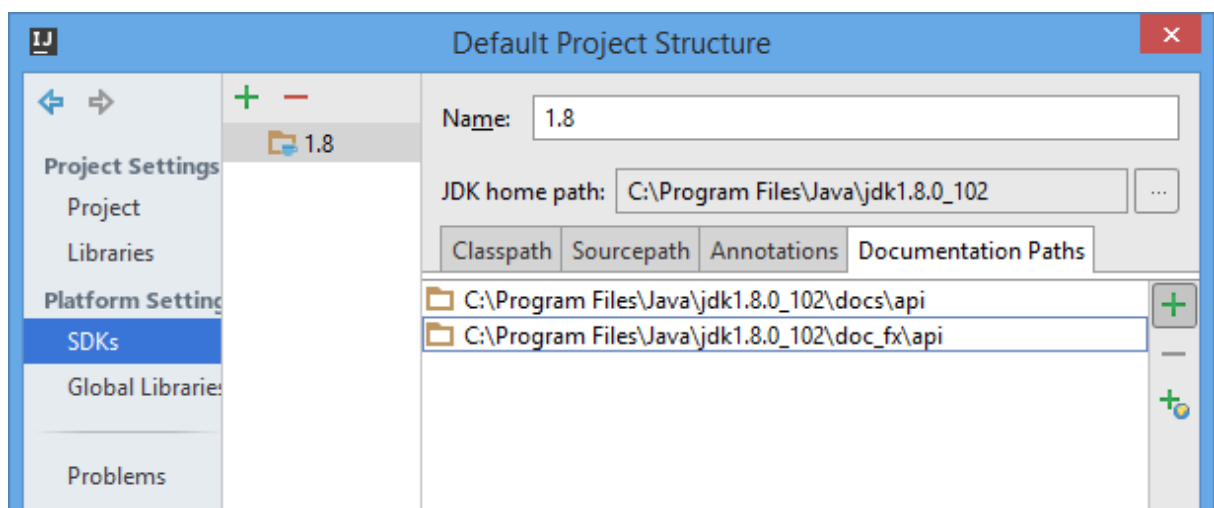 IJ
Default Project Structure
Project Settings
Project
Libraries
Platform Setting
SDKs
Global Libraries
Problems
1.8
Name: 1.8
JDK home path: C:\Program Files\Java\jdk1.8.0_102 ...
Classpath Sourcepath Annotations Documentation Paths
C:\Program Files\Java\jdk1.8.0_102\docs\api
C:\Program Files\Java\jdk1.8.0_102\doc_fx\api